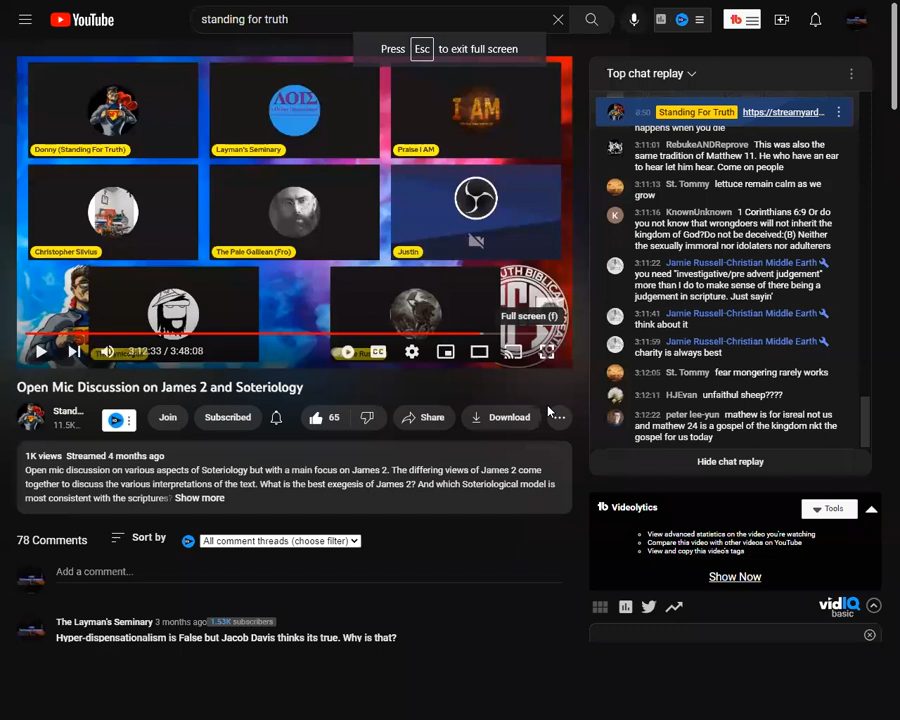 YouTube
standing for truth
Press Esc to exit full screen
Donny (Standing For Truth)
ΛΟΓΣ
Layman's Seminary
I AM
Praise I AM
Christopher Silvius
The Pale Galilean (Fro)
Justin
Full screen (f)
3:12:33 / 3:48:08
CC
Open Mic Discussion on James 2 and Soteriology
Stand...
11.5K...
Join
Subscribed
65
Share
Download
1K views Streamed 4 months ago
Open mic discussion on various aspects of Soteriology but with a main focus on James 2. The differing views of James 2 come
together to discuss the various interpretations of the text. What is the best exegesis of James 2? And which Soteriological model is
most consistent with the scriptures? Show more
78 Comments
Sort by
All comment threads (choose filter)
Add a comment...
The Layman's Seminary 3 months ago 1.53K subscribers
Hyper-dispensationalism is False but Jacob Davis thinks its true. Why is that?
Top chat replay
8:50 Standing For Truth https://streamyard...
happens when you die
3:11:01 RebukeANDReprove This was also the
same tradition of Matthew 11. He who have an ear
to hear let him hear. Come on people
3:11:13 St. Tommy lettuce remain calm as we
grow
K
3:11:16 KnownUnknown 1 Corinthians 6:9 Or do
you not know that wrongdoers will not inherit the
kingdom of God?Do not be deceived:(B) Neither
the sexually immoral nor idolaters nor adulterers
3:11:22 Jamie Russell-Christian Middle Earth
you need "investigative/pre advent judgement"
more than I do to make sense of there being a
judgement in scripture. Just sayin'
3:11:41 Jamie Russell-Christian Middle Earth
think about it
3:11:59 Jamie Russell-Christian Middle Earth
charity is always best
3:12:05 St. Tommy fear mongering rarely works
3:12:11 HJEvan unfaithul sheep????
3:12:22 peter lee-yun mathew is for isreal not us
and mathew 24 is a gospel of the kingdom nkt the
gospel for us today
Hide chat replay
tb Videolytics
Tools
View advanced statistics on the video you're watching
Compare this video with other videos on YouTube
View and copy this video's tags
Show Now
vidIQ
basic